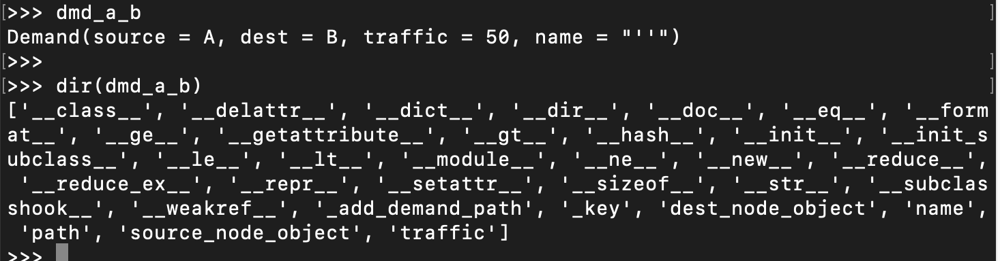 [>>> dmd_a_b ]
Demand(source = A, dest = B, traffic = 50, name = "''")
[>>> ]
[>>> dir(dmd_a_b) ]
['__class__', '__delattr__', '__dict__', '__dir__', '__doc__', '__eq__', '__form
at__', '__ge__', '__getattribute__', '__gt__', '__hash__', '__init__', '__init_s
ubclass__', '__le__', '__lt__', '__module__', '__ne__', '__new__', '__reduce__',
 '__reduce_ex__', '__repr__', '__setattr__', '__sizeof__', '__str__', '__subclas
shook__', '__weakref__', '_add_demand_path', '_key', 'dest_node_object', 'name',
 'path', 'source_node_object', 'traffic']
>>>